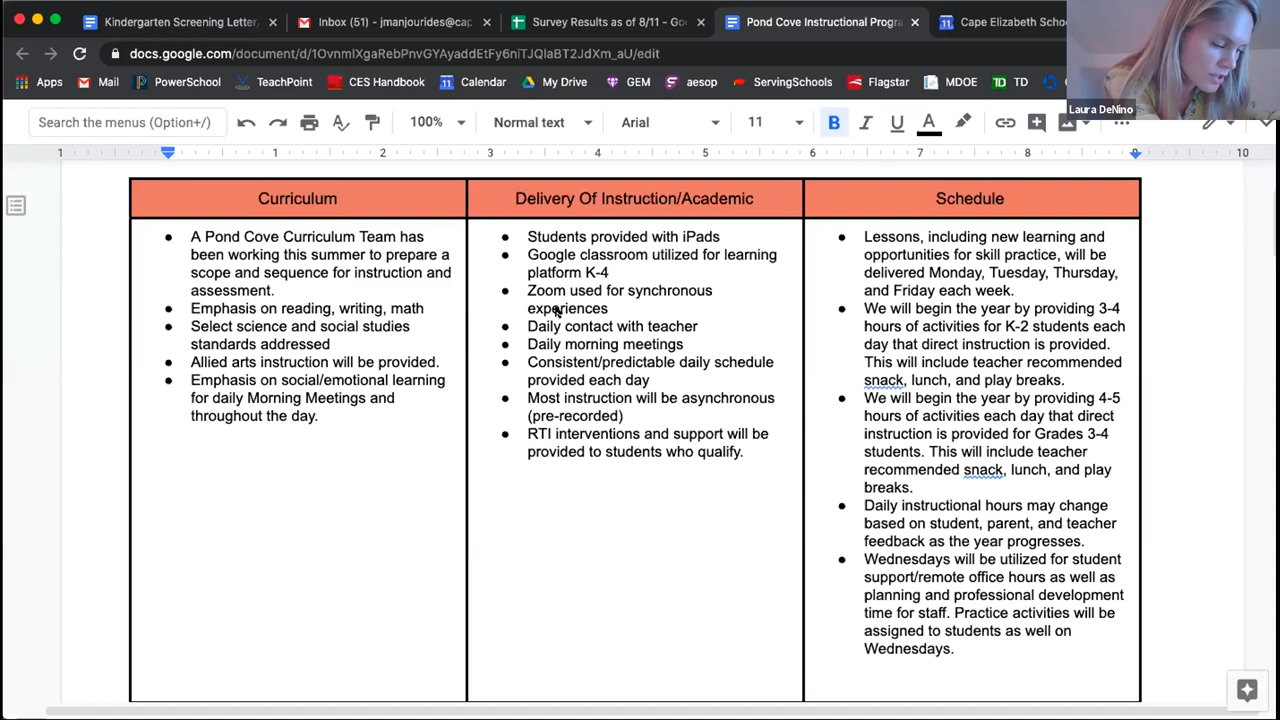 Kindergarten Screening Letter
Inbox (51) - jmanjourides@cap
Survey Results as of 8/11 - Go
Pond Cove Instructional Progra
Cape Elizabeth Schoo
docs.google.com/document/d/1OvnmIXgaRebPnvGYAyaddEtFy6niTJQlaBT2JdXm_aU/edit
Apps
Mail
PowerSchool
TeachPoint
CES Handbook
Calendar
My Drive
GEM
aesop
ServingSchools
Flagstar
MDOE
TD
Laura DeNino
Search the menus (Option+/)
100%
Normal text
Arial
11
B I U A
1 1 2 3 4 5 6 7 8 9 10
Curriculum
A Pond Cove Curriculum Team has
been working this summer to prepare a
scope and sequence for instruction and
assessment.
Emphasis on reading, writing, math
Select science and social studies
standards addressed
Allied arts instruction will be provided.
Emphasis on social/emotional learning
for daily Morning Meetings and
throughout the day.
Delivery Of Instruction/Academic
Students provided with iPads
Google classroom utilized for learning
platform K-4
Zoom used for synchronous
experiences
Daily contact with teacher
Daily morning meetings
Consistent/predictable daily schedule
provided each day
Most instruction will be asynchronous
(pre-recorded)
RTI interventions and support will be
provided to students who qualify.
Schedule
Lessons, including new learning and
opportunities for skill practice, will be
delivered Monday, Tuesday, Thursday,
and Friday each week.
We will begin the year by providing 3-4
hours of activities for K-2 students each
day that direct instruction is provided.
This will include teacher recommended
snack, lunch, and play breaks.
We will begin the year by providing 4-5
hours of activities each day that direct
instruction is provided for Grades 3-4
students. This will include teacher
recommended snack, lunch, and play
breaks.
Daily instructional hours may change
based on student, parent, and teacher
feedback as the year progresses.
Wednesdays will be utilized for student
support/remote office hours as well as
planning and professional development
time for staff. Practice activities will be
assigned to students as well on
Wednesdays.